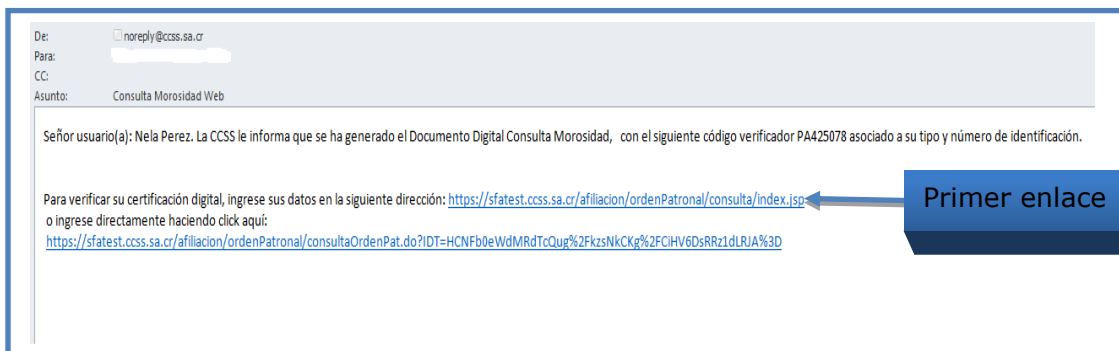 De: noreply@ccss.sa.cr
Para:
CC:
Asunto: Consulta Morosidad Web
Señor usuario(a): Nela Perez. La CCSS le informa que se ha generado el Documento Digital Consulta Morosidad, con el siguiente código verificador PA425078 asociado a su tipo y número de identificación.
Para verificar su certificación digital, ingrese sus datos en la siguiente dirección: https://sfatest.ccss.sa.cr/afiliacion/ordenPatronal/consulta/index.jsp
Primer enlace
o ingrese directamente haciendo click aquí:
https://sfatest.ccss.sa.cr/afiliacion/ordenPatronal/consultaOrdenPat.do?IDT=HCNFb0eWdMRdTcQug%2FkzsNkCKg%2FCiHV6DsRRz1dLRJA%3D